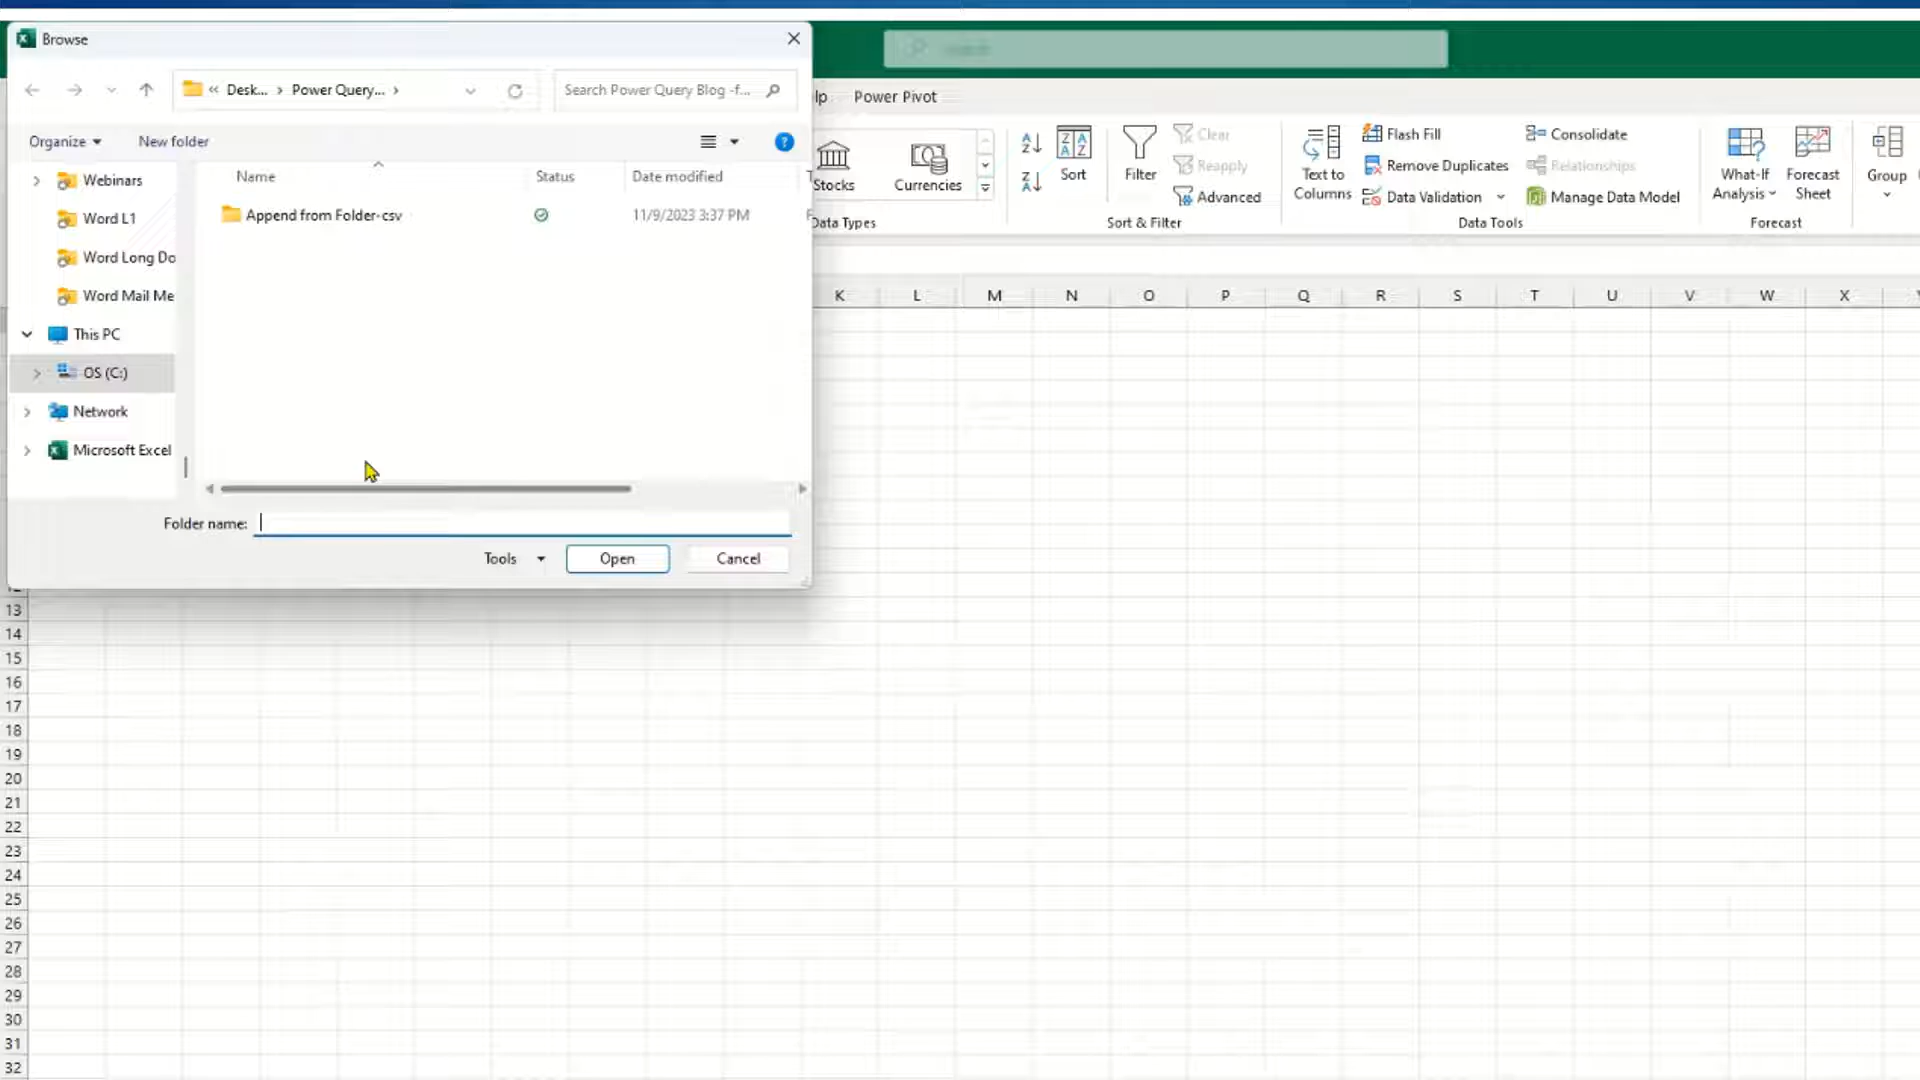 Browse
« Desk... › Power Query... ›
Search Power Query Blog -f...
Organize
New folder
?
Name
Status
Date modified
Webinars
Word L1
Word Long Do
Word Mail Me
This PC
OS (C:)
Network
Microsoft Excel
Append from Folder-csv
11/9/2023 3:37 PM
Folder name:
Tools
Open
Cancel
lp
Power Pivot
Stocks
Currencies
Data Types
Sort
Filter
Clear
Reapply
Advanced
Sort & Filter
Text to
Columns
Flash Fill
Remove Duplicates
Data Validation
Consolidate
Relationships
Manage Data Model
Data Tools
What-If
Analysis
Forecast
Sheet
Forecast
Group
K L M N O P Q R S T U V W X
13
14
15
16
17
18
19
20
21
22
23
24
25
26
27
28
29
30
31
32